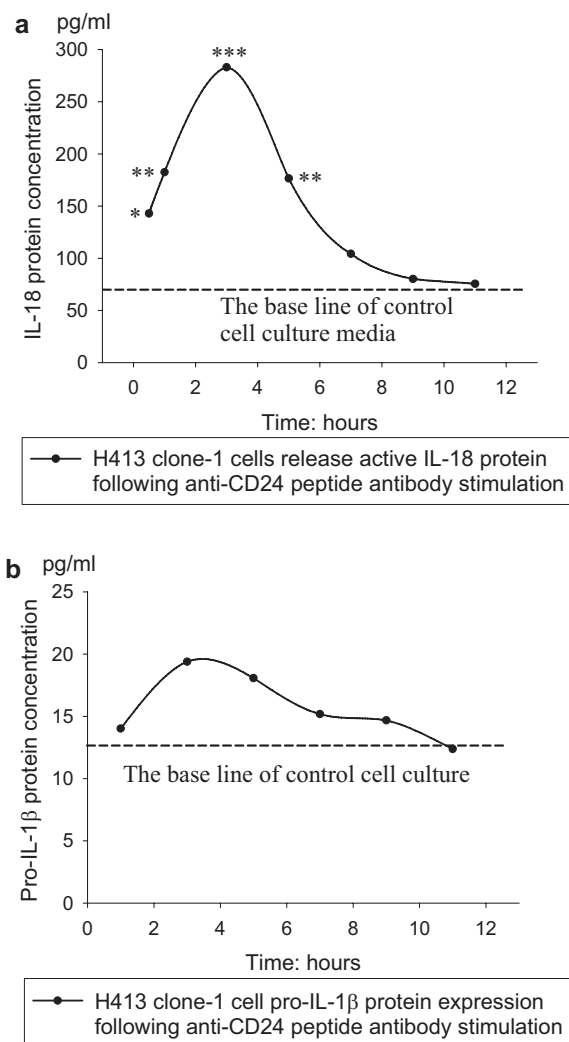 a pg/ml
300
250
200
150
100
50
0
IL-18 protein concentration
***
**
*
**
The base line of control
cell culture media
0 2 4 6 8 10 12
Time: hours
H413 clone-1 cells release active IL-18 protein
following anti-CD24 peptide antibody stimulation
b pg/ml
25
20
15
10
5
0
Pro-IL-1β protein concentration
The base line of control cell culture
0 2 4 6 8 10 12
Time: hours
H413 clone-1 cell pro-IL-1β protein expression
following anti-CD24 peptide antibody stimulation